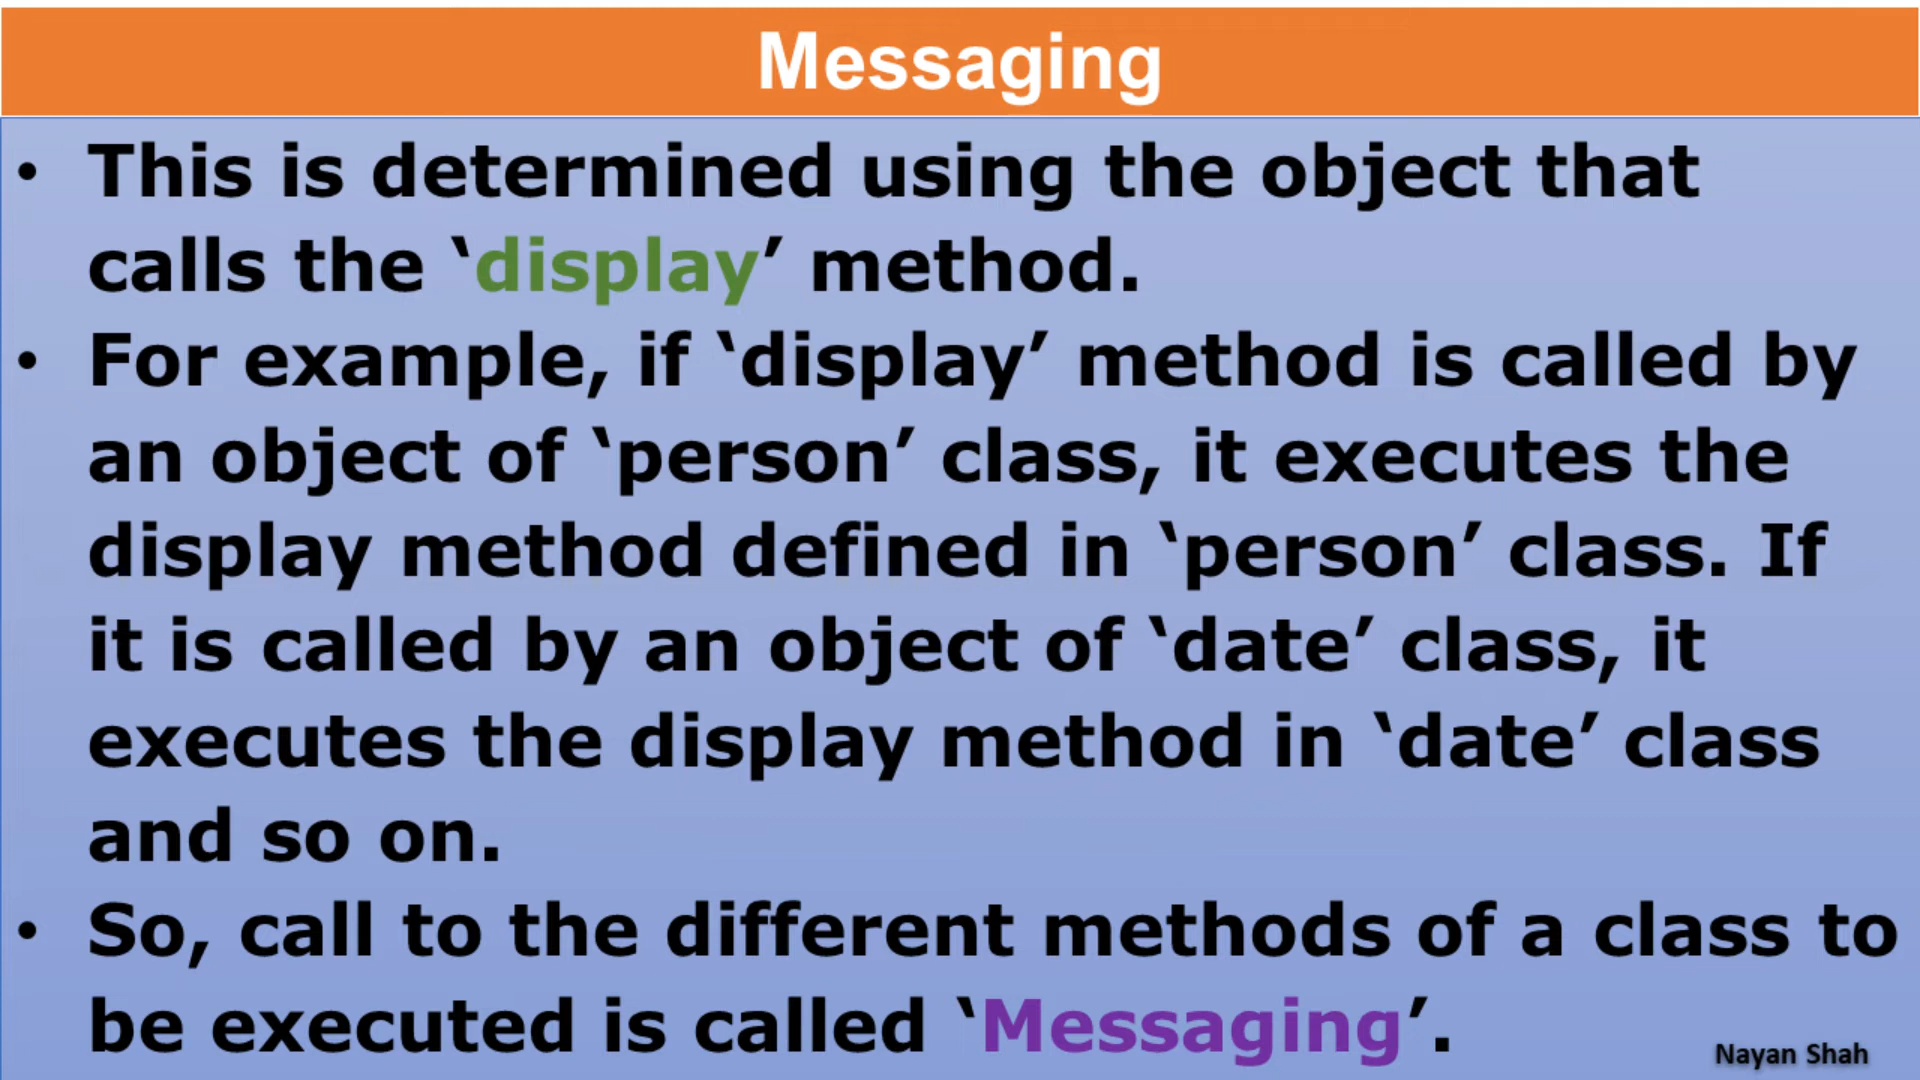 Messaging
• This is determined using the object that
calls the ‘display’ method.
• For example, if ‘display’ method is called by
an object of ‘person’ class, it executes the
display method defined in ‘person’ class. If
it is called by an object of ‘date’ class, it
executes the display method in ‘date’ class
and so on.
• So, call to the different methods of a class to
be executed is called ‘Messaging’.
Nayan Shah